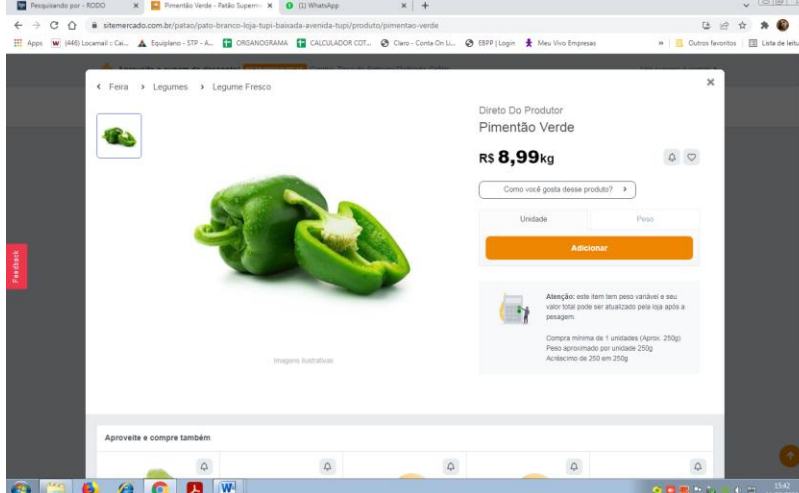 Pesquisando por - RODO
Pimentão Verde - Patão Superm
(1) WhatsApp
sitemercado.com.br/patao/pato-branco-loja-tupi-baixada-avenida-tupi/produto/pimentao-verde
Apps
(446) Locamail :: Cai...
Equiplano - STP - A...
ORGANOGRAMA
CALCULADOR COT...
Claro - Conta On Li...
EBPP | Login
Meu Vivo Empresas
»
Outros favoritos
Lista de leitu
Feira > Legumes > Legume Fresco
Direto Do Produtor
Pimentão Verde
R$ 8,99kg
Como você gosta desse produto?
Unidade
Peso
Adicionar
Atenção: este item tem peso variável e seu
valor total pode ser atualizado pela loja após a
pesagem.
Compra mínima de 1 unidades (Aprox. 250g)
Peso aproximado por unidade 250g
Acréscimo de 250 em 250g
Imagens ilustrativas
Feedback
Aproveite e compre também
15:42